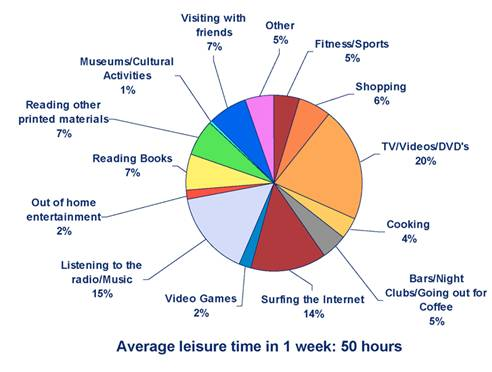 Visiting with
friends
7%
Other
5%
Fitness/Sports
5%
Shopping
6%
TV/Videos/DVD's
20%
Cooking
4%
Bars/Night
Clubs/Going out for
Coffee
5%
Surfing the Internet
14%
Video Games
2%
Listening to the
radio/Music
15%
Out of home
entertainment
2%
Reading Books
7%
Reading other
printed materials
7%
Museums/Cultural
Activities
1%
Average leisure time in 1 week: 50 hours